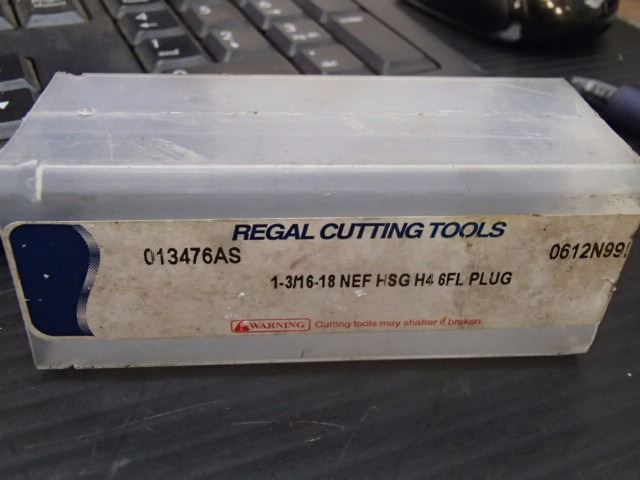 REGAL CUTTING TOOLS
013476AS
0612N99
1-3/16-18 NEF HSG H4 6FL PLUG
WARNING Cutting tools may shatter if broken.